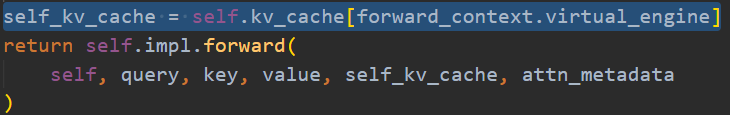 self_kv_cache = self.kv_cache[forward_context.virtual_engine]
return self.impl.forward(
    self, query, key, value, self_kv_cache, attn_metadata
)